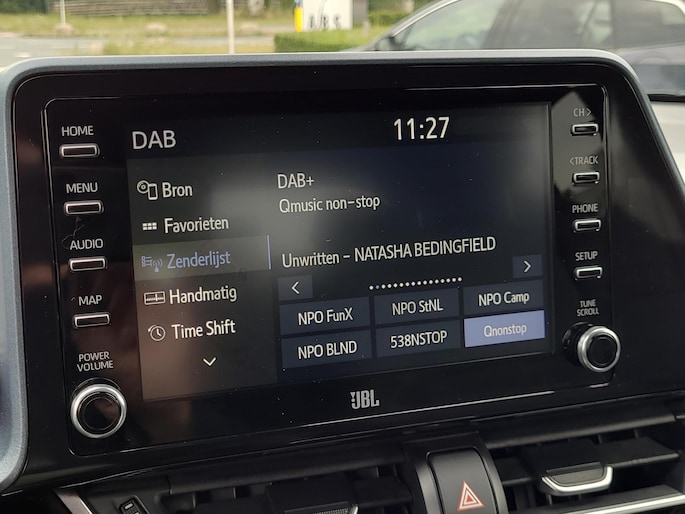 HOME
MENU
AUDIO
MAP
POWER
VOLUME
DAB
11:27
Bron
Favorieten
Zenderlijst
Handmatig
Time Shift
DAB+
Qmusic non-stop
Unwritten - NATASHA BEDINGFIELD
NPO FunX
NPO StNL
NPO Camp
NPO BLND
538NSTOP
Qnonstop
CH>
<TRACK
PHONE
SETUP
TUNE
SCROLL
JBL